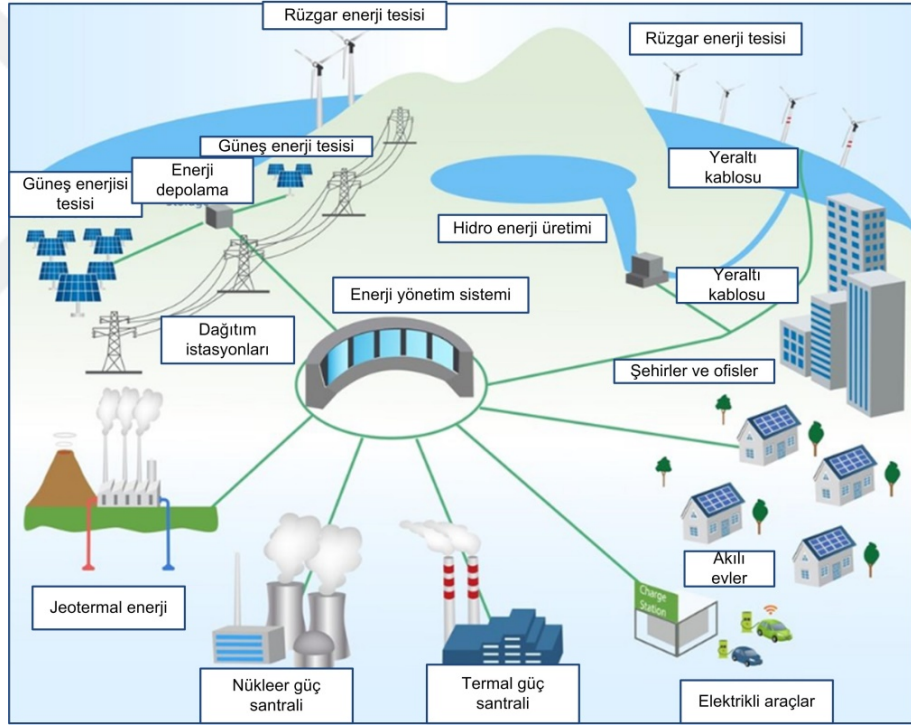 Rüzgar enerji tesisi
Rüzgar enerji tesisi
Güneş enerji tesisi
Yeraltı
kablosu
Enerji
depolama
Güneş enerjisi
tesisi
Hidro enerji üretimi
Yeraltı
kablosu
Enerji yönetim sistemi
Dağıtım
istasyonları
Şehirler ve ofisler
Akılı
evler
Jeotermal enerji
Charge
Station
Nükleer güç
santrali
Termal güç
santrali
Elektrikli araçlar